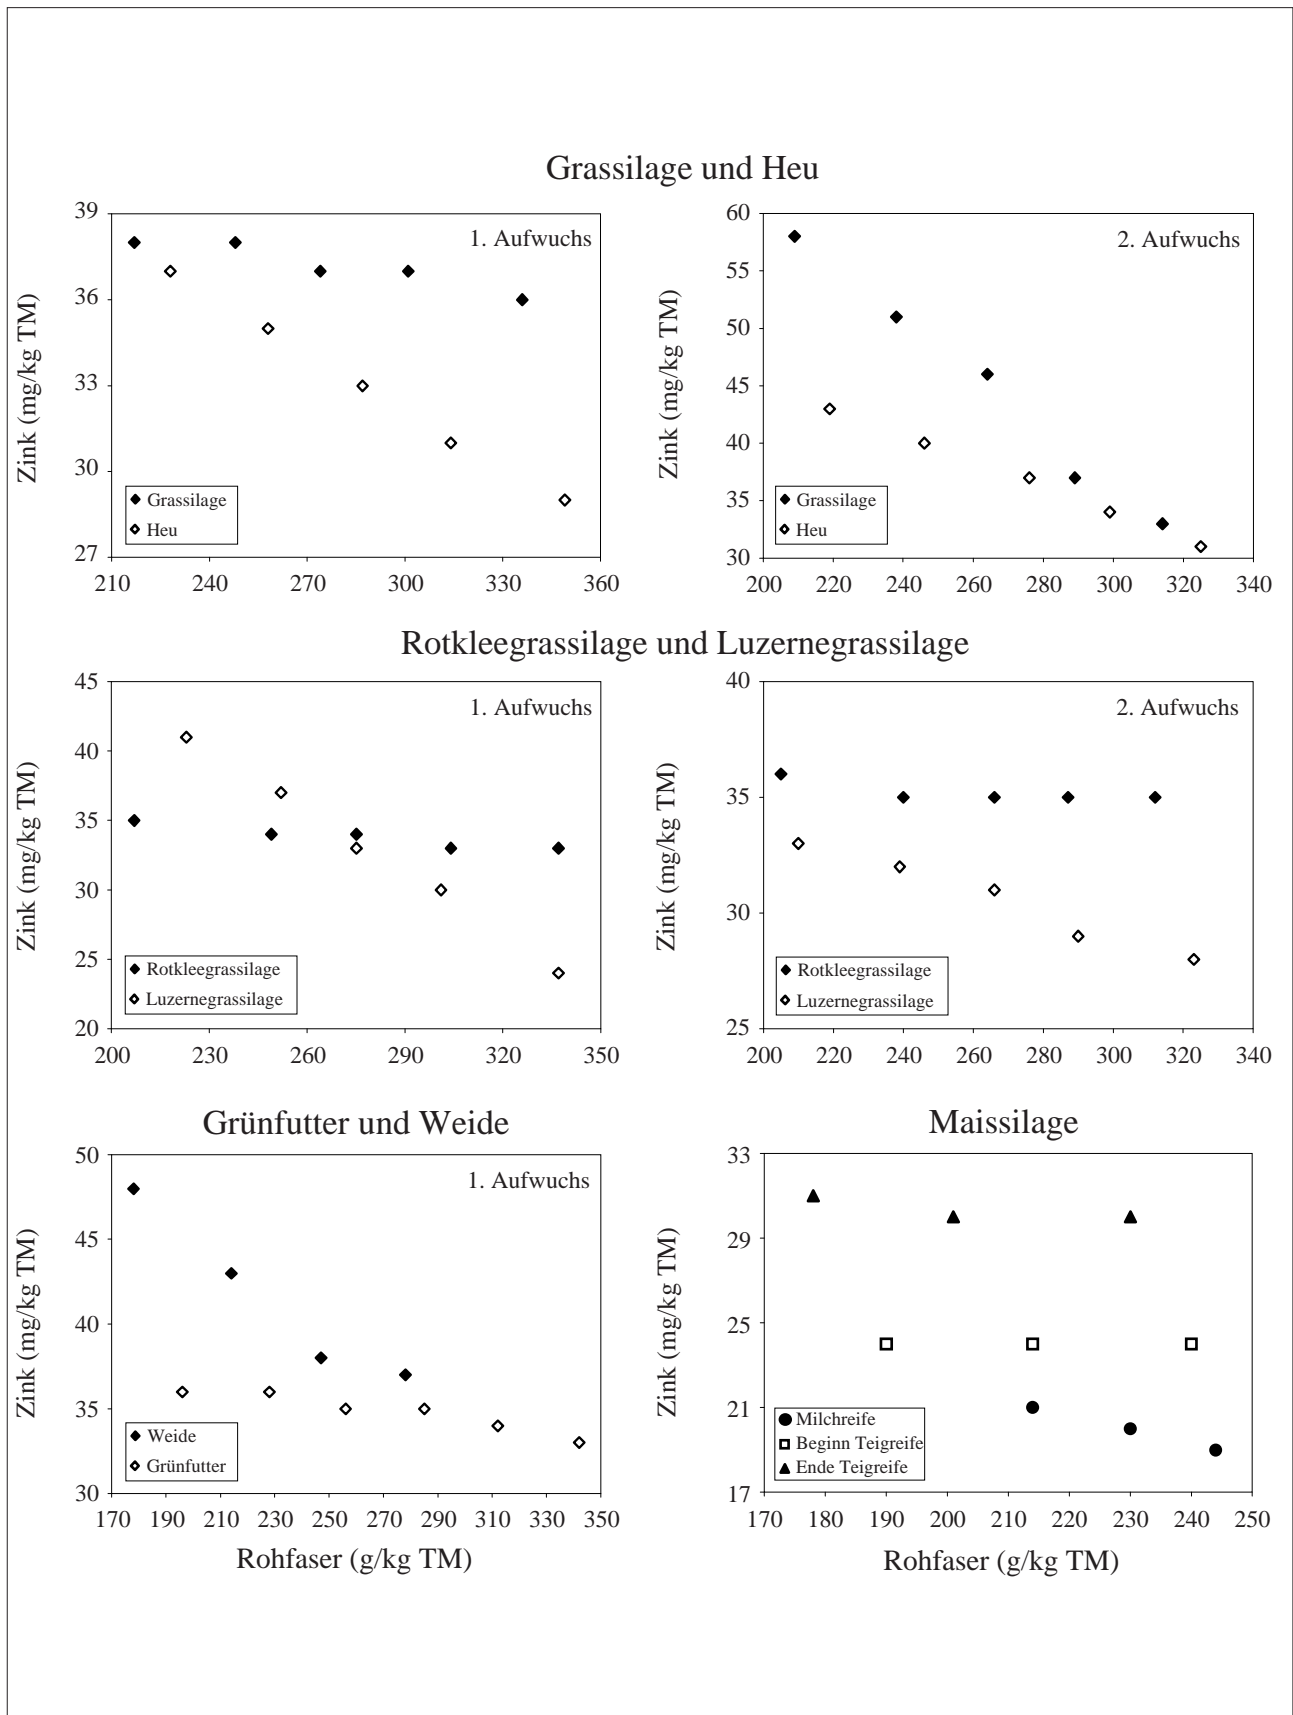 Grassilage und Heu
39
36
33
30
27
Zink (mg/kg TM)
1. Aufwuchs
Grassilage
Heu
210 240 270 300 330 360
60
55
50
45
40
35
30
Zink (mg/kg TM)
2. Aufwuchs
Grassilage
Heu
200 220 240 260 280 300 320 340
Rotkleegrassilage und Luzernegrassilage
45
40
35
30
25
20
Zink (mg/kg TM)
1. Aufwuchs
Rotkleegrassilage
Luzernegrassilage
200 230 260 290 320 350
40
35
30
25
Zink (mg/kg TM)
2. Aufwuchs
Rotkleegrassilage
Luzernegrassilage
200 220 240 260 280 300 320 340
Grünfutter und Weide
50
45
40
35
30
Zink (mg/kg TM)
1. Aufwuchs
Weide
Grünfutter
170 190 210 230 250 270 290 310 330 350
Rohfaser (g/kg TM)
Maissilage
33
29
25
21
17
Zink (mg/kg TM)
Milchreife
Beginn Teigreife
Ende Teigreife
170 180 190 200 210 220 230 240 250
Rohfaser (g/kg TM)